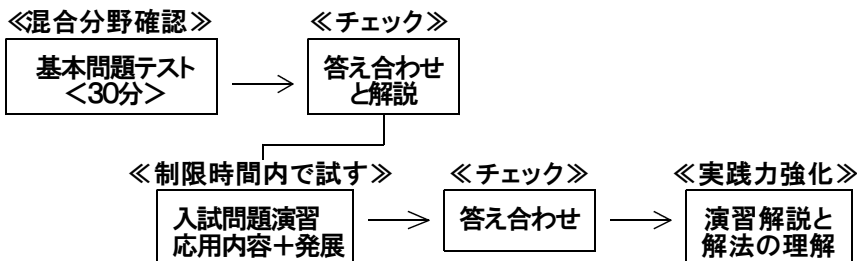 ≪混合分野確認≫
基本問題テスト
＜30分＞
≪チェック≫
答え合わせ
と解説
≪制限時間内で試す≫
入試問題演習
応用内容＋発展
≪チェック≫
答え合わせ
≪実践力強化≫
演習解説と
解法の理解